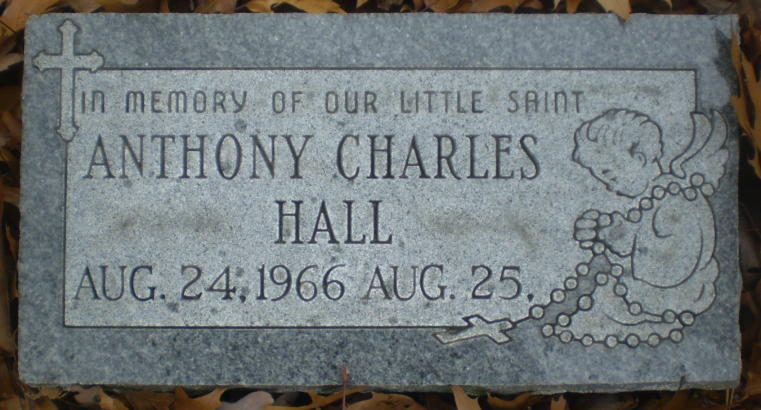 IN MEMORY OF OUR LITTLE SAINT
ANTHONY CHARLES
HALL
AUG. 24, 1966 AUG. 25,